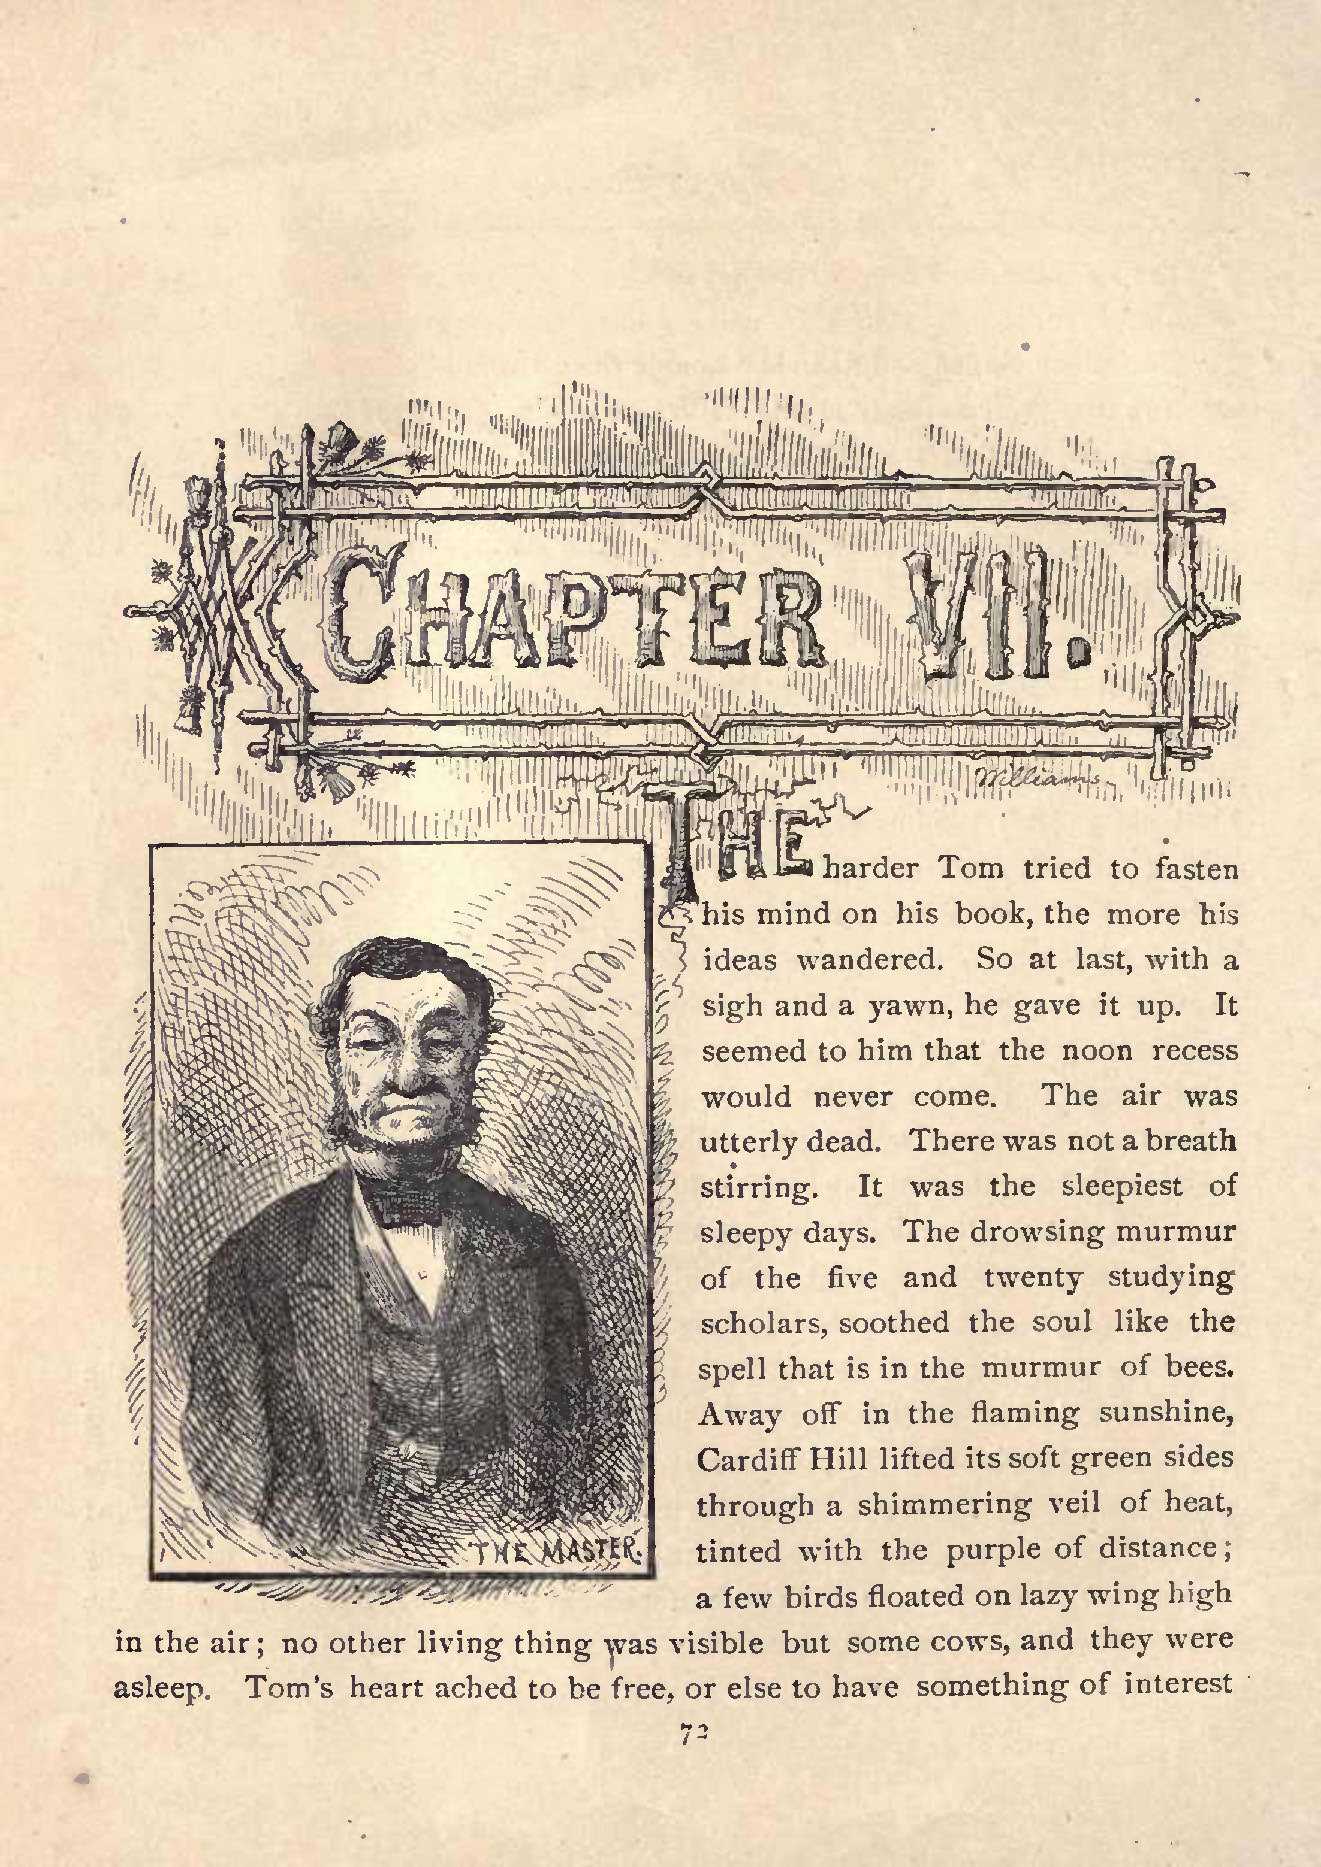 CHAPTER VII.
Williams
THE harder Tom tried to fasten
his mind on his book, the more his
ideas wandered. So at last, with a
sigh and a yawn, he gave it up. It
seemed to him that the noon recess
would never come. The air was
utterly dead. There was not a breath
stirring. It was the sleepiest of
sleepy days. The drowsing murmur
of the five and twenty studying
scholars, soothed the soul like the
spell that is in the murmur of bees.
Away off in the flaming sunshine,
Cardiff Hill lifted its soft green sides
through a shimmering veil of heat,
tinted with the purple of distance;
a few birds floated on lazy wing high
THE MASTER.
in the air; no other living thing was visible but some cows, and they were
asleep. Tom's heart ached to be free, or else to have something of interest
72